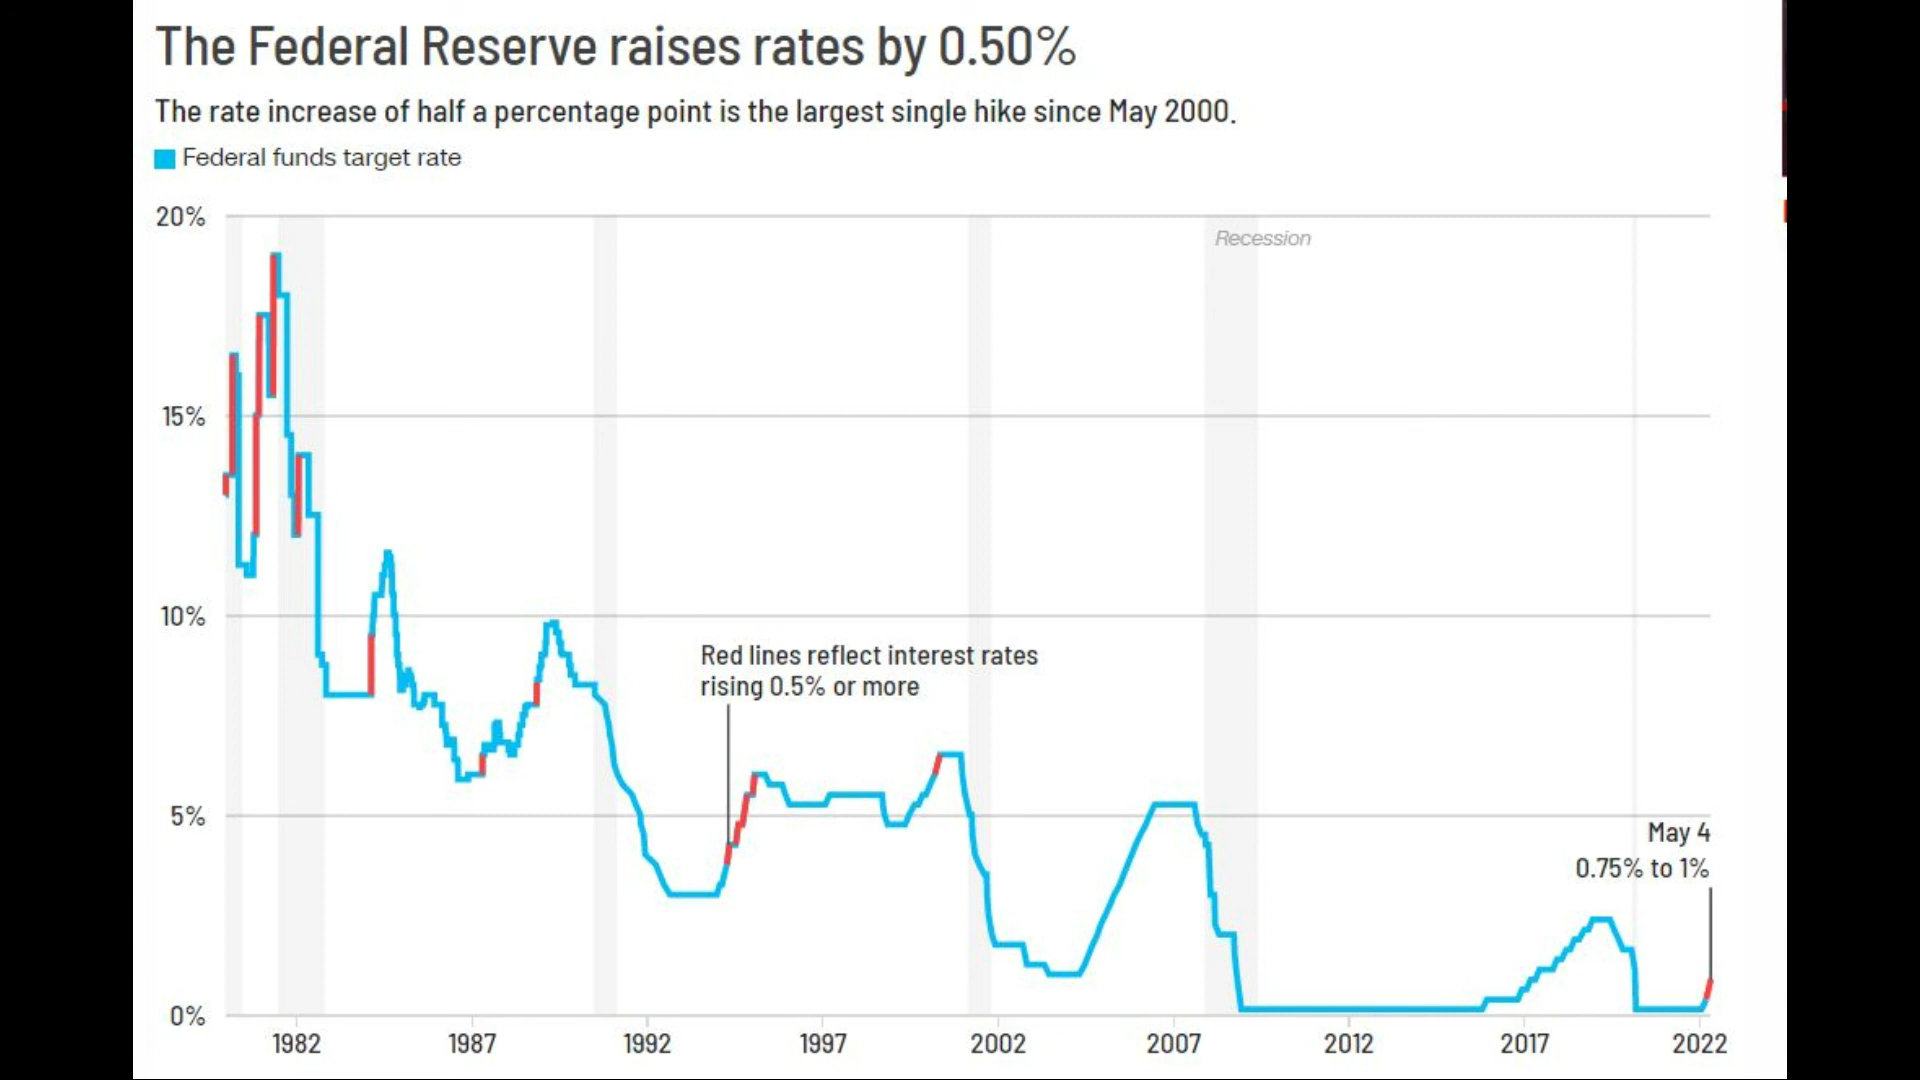 The Federal Reserve raises rates by 0.50%
The rate increase of half a percentage point is the largest single hike since May 2000.
Federal funds target rate
20%
Recession
15%
10%
Red lines reflect interest rates
rising 0.5% or more
5%
May 4
0.75% to 1%
0%
1982 1987 1992 1997 2002 2007 2012 2017 2022